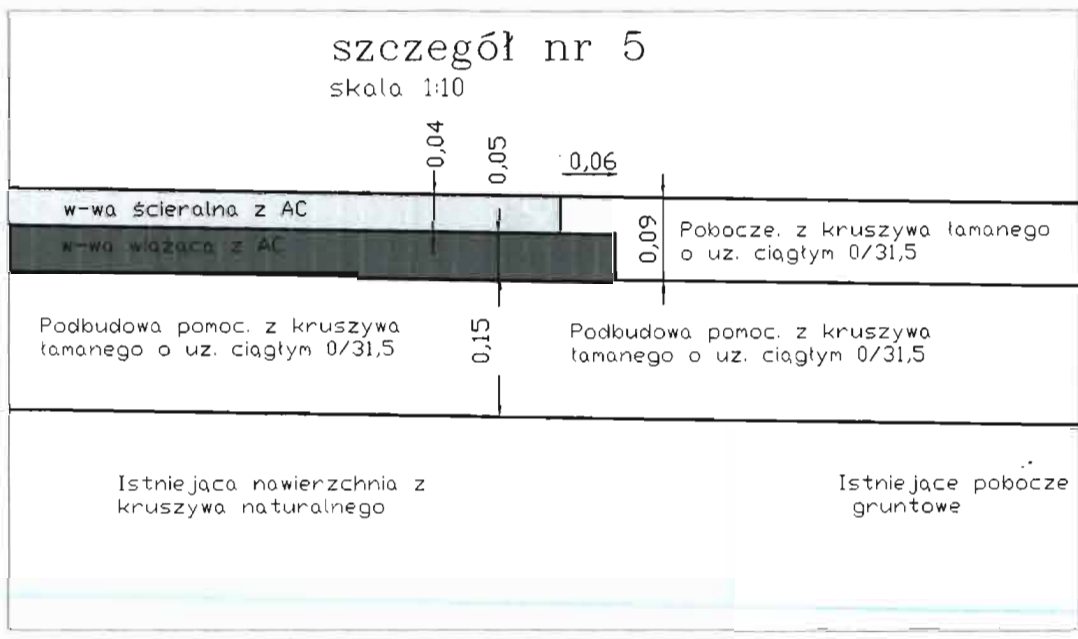 szczegół nr 5
skala 1:10
0,04
0,05
0,06
w-wa ścieralna z AC
w-wa wiążąca z AC
0,09
Pobocze. z kruszywa łamanego
o uz. ciągłym 0/31,5
Podbudowa pomoc. z kruszywa
łamanego o uz. ciągłym 0/31,5
0,15
Podbudowa pomoc. z kruszywa
łamanego o uz. ciągłym 0/31,5
Istniejąca nawierzchnia z
kruszywa naturalnego
Istniejące pobocze
gruntowe